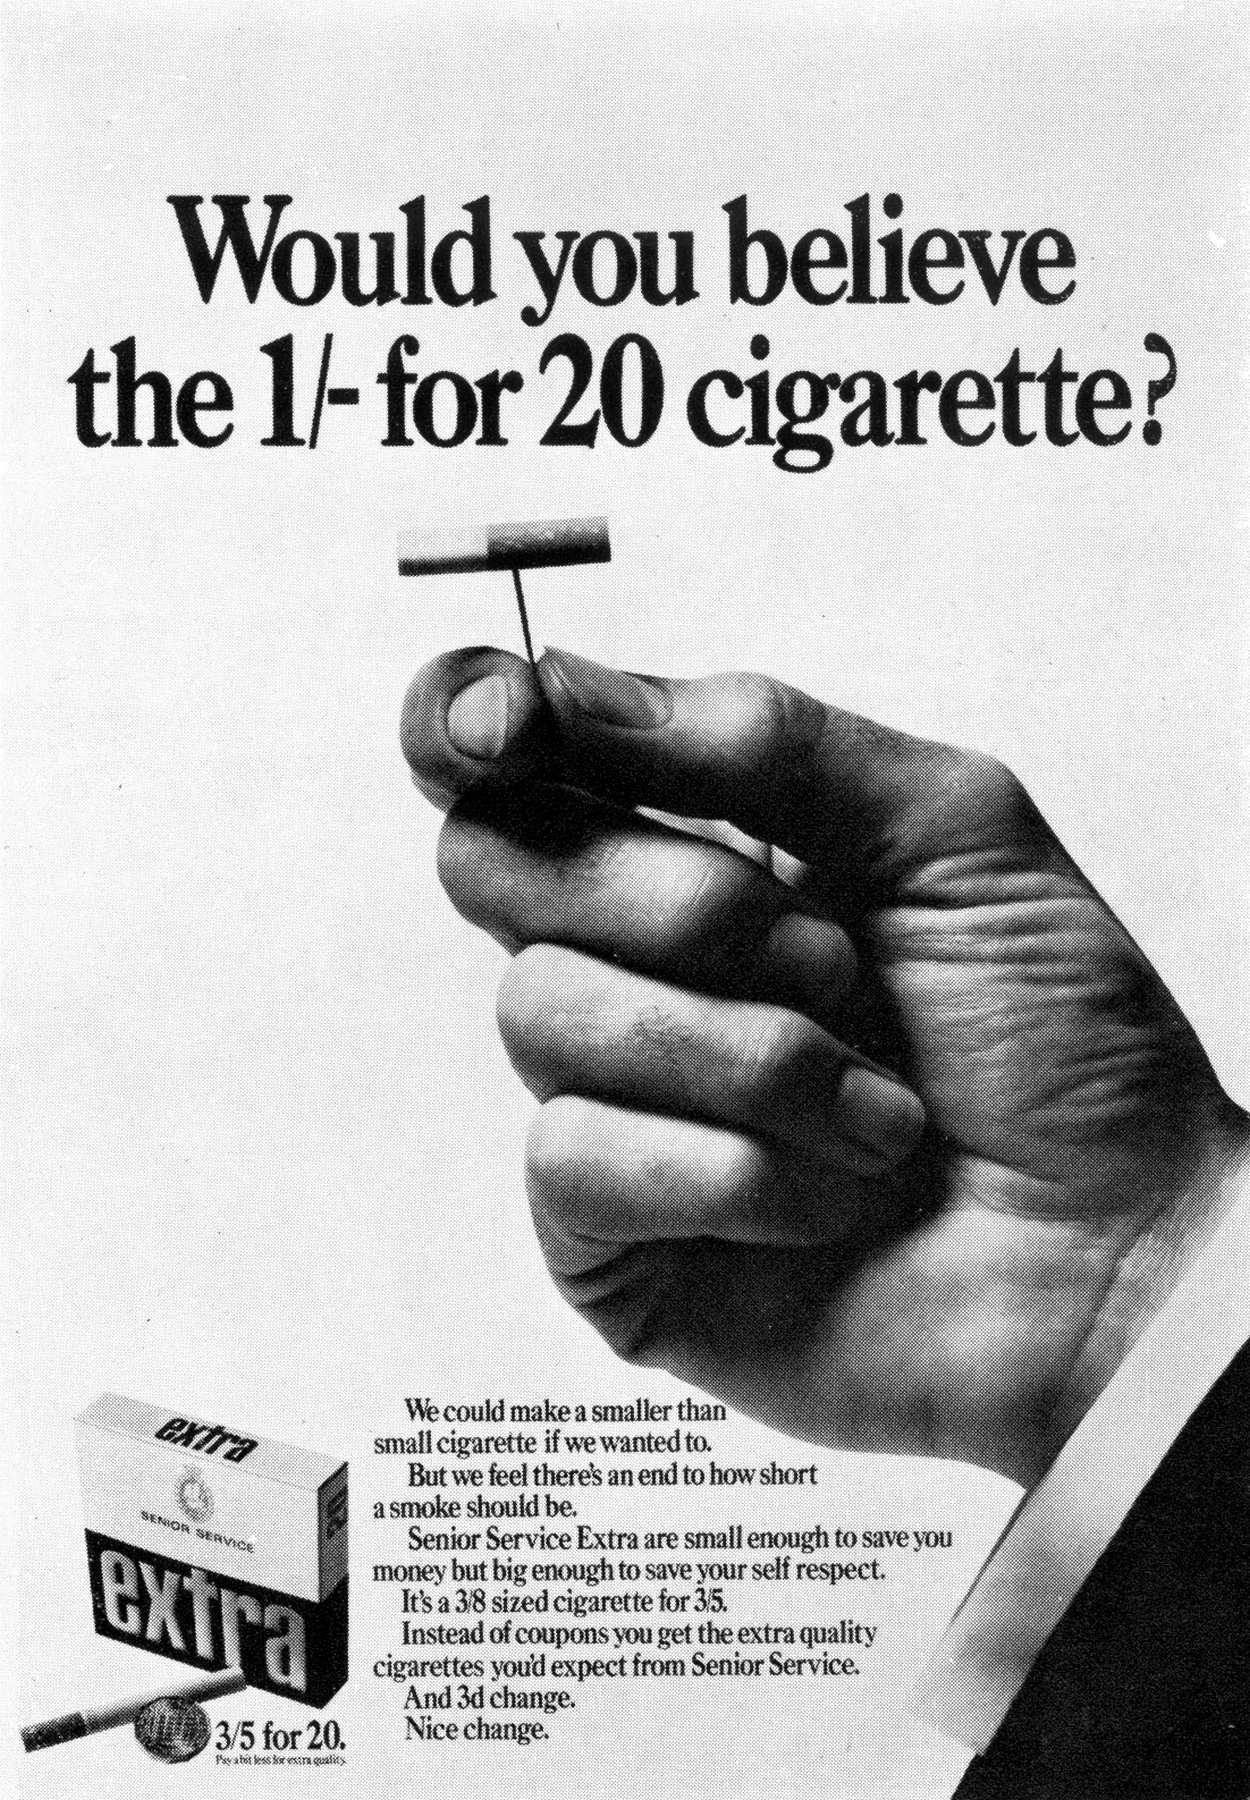 Would you believe
the 1/- for 20 cigarette?
We could make a smaller than
small cigarette if we wanted to.
But we feel there's an end to how short
a smoke should be.
Senior Service Extra are small enough to save you
money but big enough to save your self respect.
It's a 3/8 sized cigarette for 3/5.
Instead of coupons you get the extra quality
cigarettes you'd expect from Senior Service.
And 3d change.
Nice change.
extra
SENIOR SERVICE
extra
20
3/5 for 20.
Pay a bit less for extra quality.